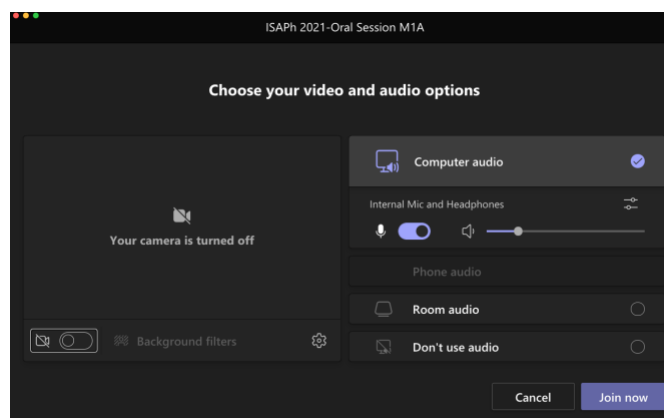 ISAPh 2021-Oral Session M1A
Choose your video and audio options
Your camera is turned off
Background filters
Computer audio
Internal Mic and Headphones
Phone audio
Room audio
Don't use audio
Cancel
Join now